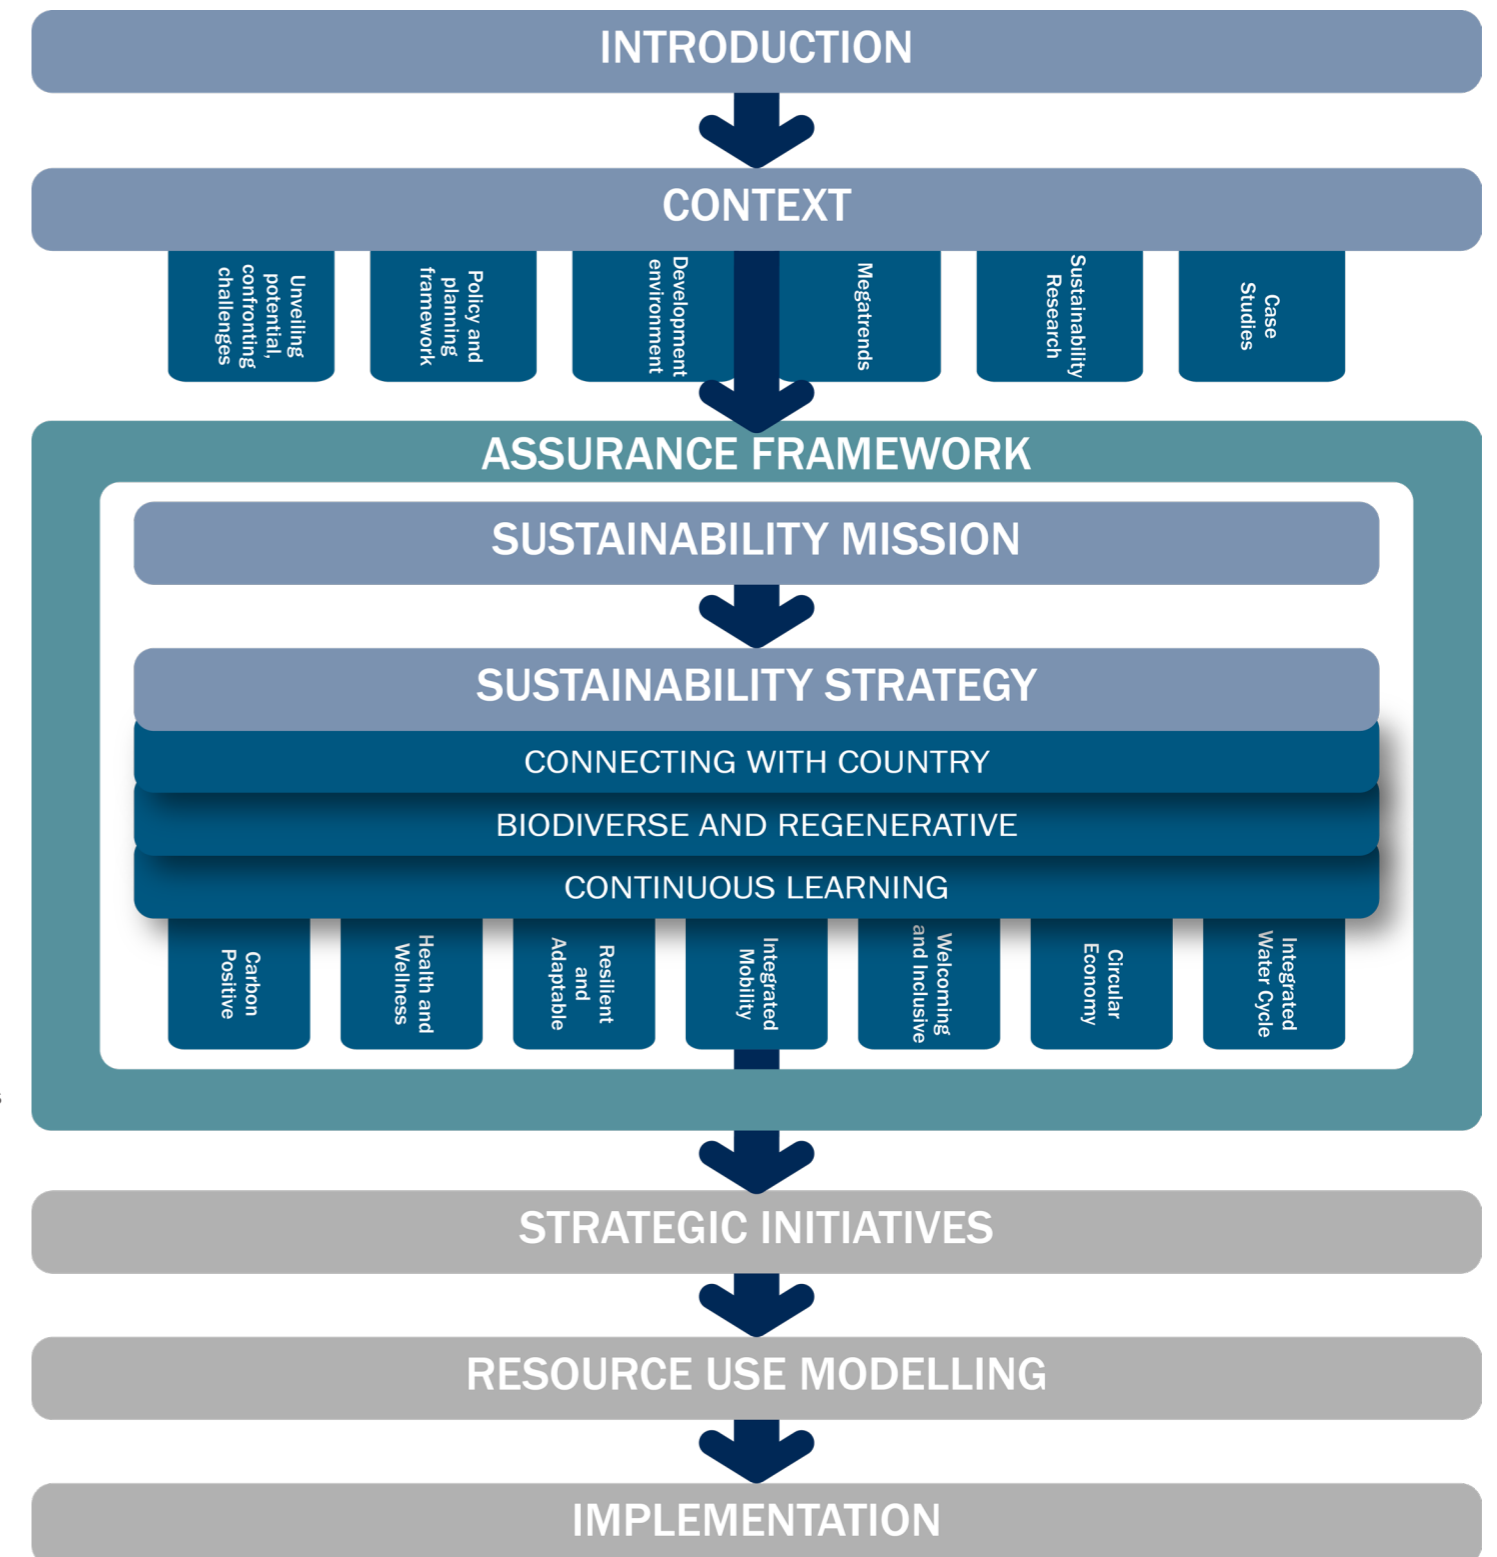 INTRODUCTION
CONTEXT
Unveiling
potential,
confronting
challenges
Policy and
planning
framework
Development
environment
Megatrends
Sustainability
Research
Case
Studies
ASSURANCE FRAMEWORK
SUSTAINABILITY MISSION
SUSTAINABILITY STRATEGY
CONNECTING WITH COUNTRY
BIODIVERSE AND REGENERATIVE
CONTINUOUS LEARNING
Carbon
Positive
Health and
Wellness
Resilient
and
Adaptable
Integrated
Mobility
Welcoming
and Inclusive
Circular
Economy
Integrated
Water Cycle
STRATEGIC INITIATIVES
RESOURCE USE MODELLING
IMPLEMENTATION